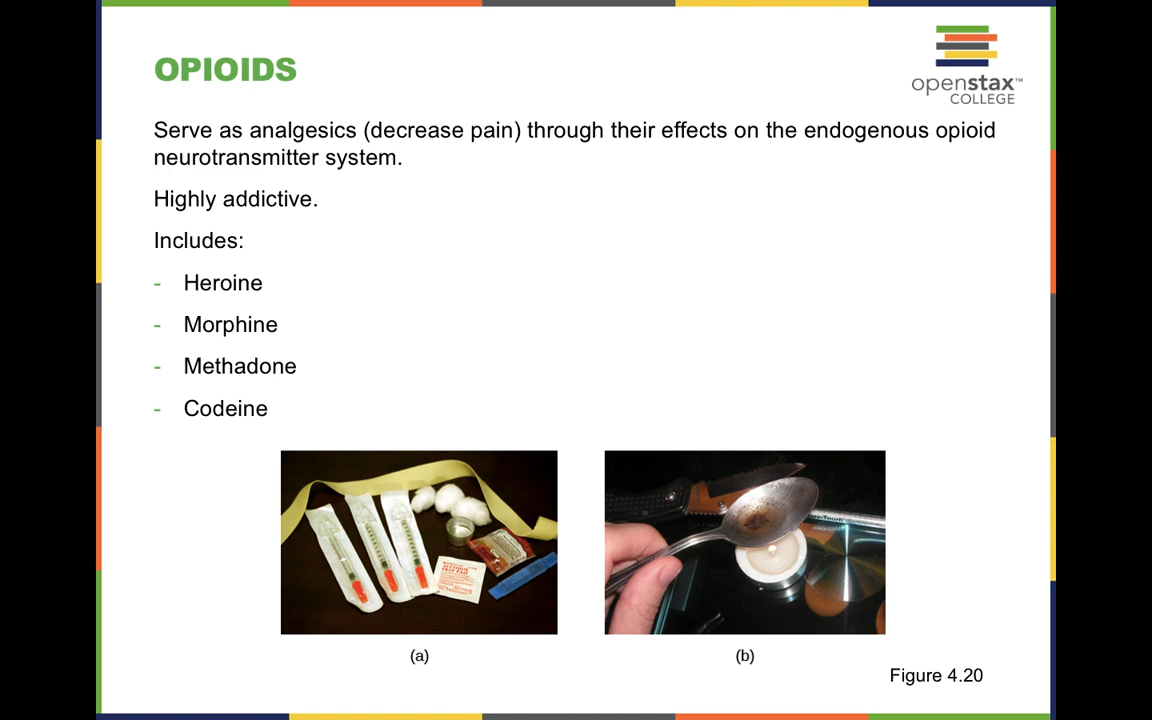 OPIOIDS
openstax™
COLLEGE
Serve as analgesics (decrease pain) through their effects on the endogenous opioid
neurotransmitter system.
Highly addictive.
Includes:
- Heroine
- Morphine
- Methadone
- Codeine
(a)
(b)
Figure 4.20